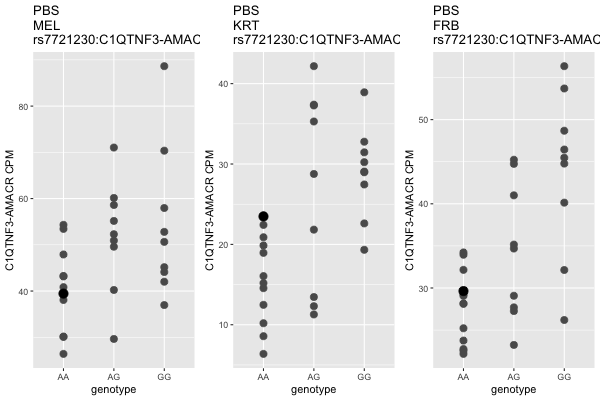 PBS
MEL
rs7721230:C1QTNF3-AMAC
PBS
KRT
rs7721230:C1QTNF3-AMAC
PBS
FRB
rs7721230:C1QTNF3-AMAC
C1QTNF3-AMACR CPM
80
60
40
AA
AG
GG
genotype
C1QTNF3-AMACR CPM
40
30
20
10
AA
AG
GG
genotype
C1QTNF3-AMACR CPM
50
40
30
AA
AG
GG
genotype